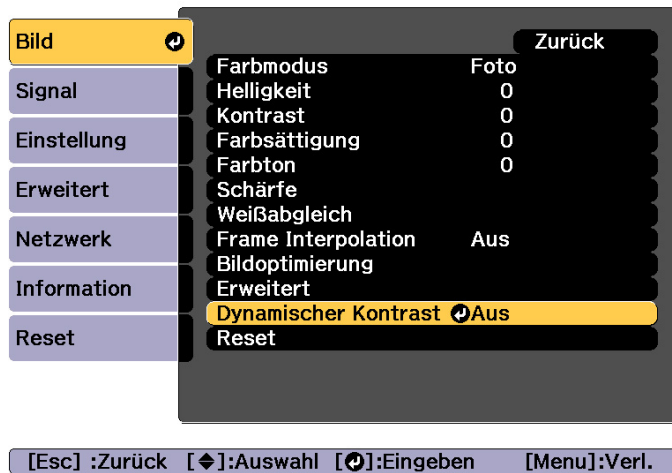 Bild
Signal
Einstellung
Erweitert
Netzwerk
Information
Reset
Zurück
Farbmodus Foto
Helligkeit 0
Kontrast 0
Farbsättigung 0
Farbton 0
Schärfe
Weißabgleich
Frame Interpolation Aus
Bildoptimierung
Erweitert
Dynamischer Kontrast Aus
Reset
[Esc] :Zurück [◆]:Auswahl [↵]:Eingeben [Menu]:Verl.